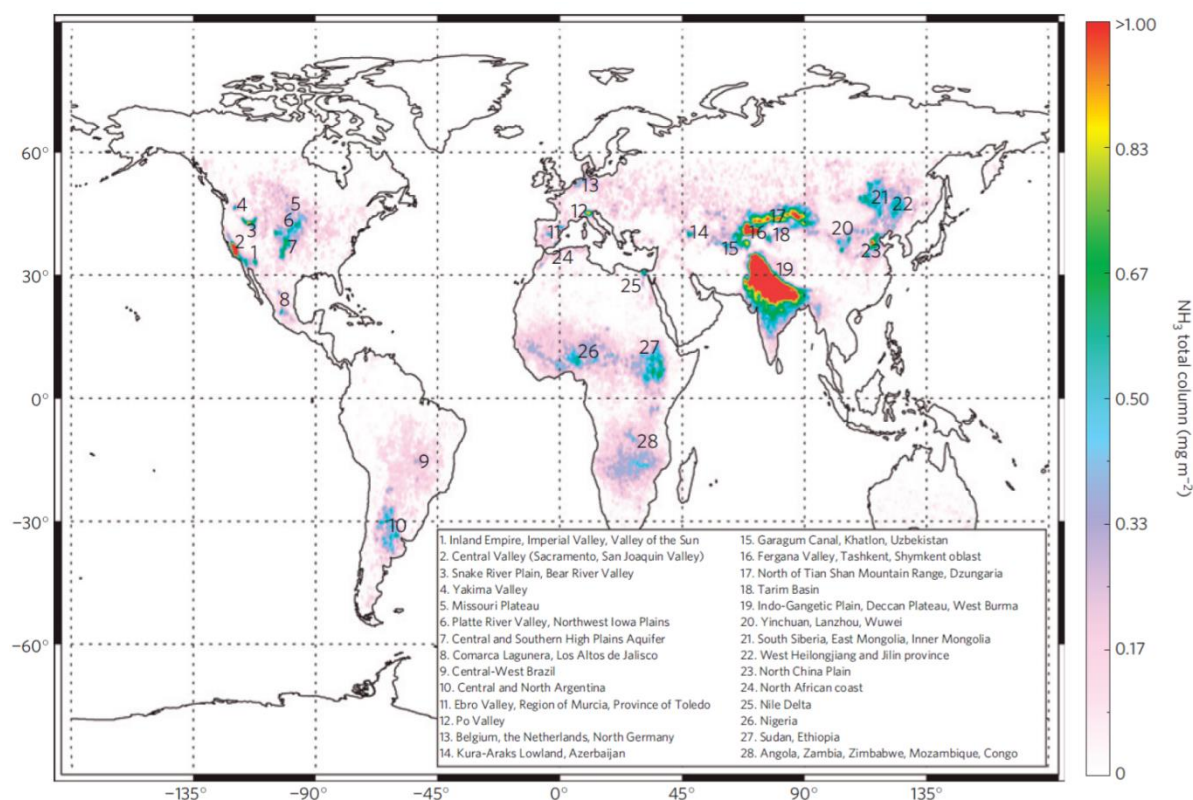 >1.00
0.83
0.67
0.50
0.33
0.17
0
NH₃ total column (mg m⁻²)
60°
30°
0°
−30°
−60°
−135°
−90°
−45°
0°
45°
90°
135°
4
5
3
6
2
7
1
8
9
10
13
12
11
24
25
14
15
16
17
18
19
20
21
22
23
26
27
28
1. Inland Empire, Imperial Valley, Valley of the Sun
2. Central Valley (Sacramento, San Joaquin Valley)
3. Snake River Plain, Bear River Valley
4. Yakima Valley
5. Missouri Plateau
6. Platte River Valley, Northwest Iowa Plains
7. Central and Southern High Plains Aquifer
8. Comarca Lagunera, Los Altos de Jalisco
9. Central-West Brazil
10. Central and North Argentina
11. Ebro Valley, Region of Murcia, Province of Toledo
12. Po Valley
13. Belgium, the Netherlands, North Germany
14. Kura-Araks Lowland, Azerbaijan
15. Garagum Canal, Khatlon, Uzbekistan
16. Fergana Valley, Tashkent, Shymkent oblast
17. North of Tian Shan Mountain Range, Dzungaria
18. Tarim Basin
19. Indo-Gangetic Plain, Deccan Plateau, West Burma
20. Yinchuan, Lanzhou, Wuwei
21. South Siberia, East Mongolia, Inner Mongolia
22. West Heilongjiang and Jilin province
23. North China Plain
24. North African coast
25. Nile Delta
26. Nigeria
27. Sudan, Ethiopia
28. Angola, Zambia, Zimbabwe, Mozambique, Congo